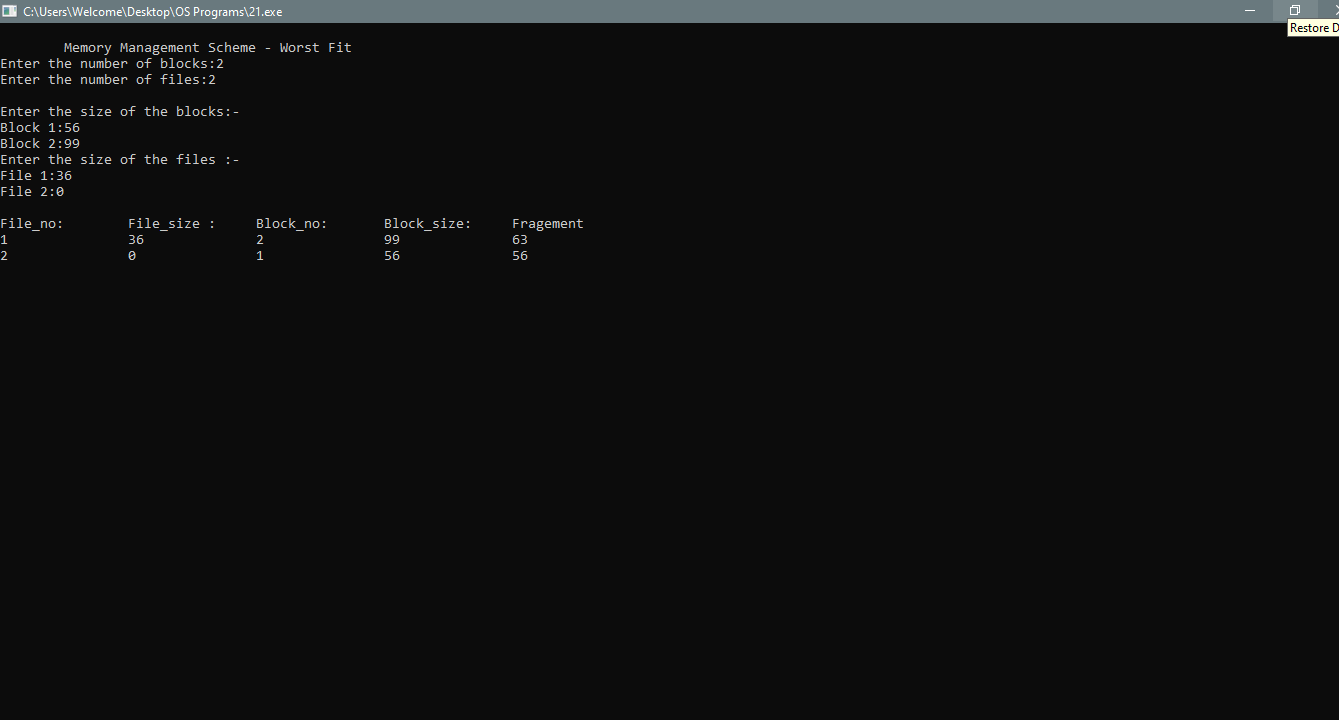 C:\Users\Welcome\Desktop\OS Programs\21.exe
Restore D
Memory Management Scheme - Worst Fit
Enter the number of blocks:2
Enter the number of files:2
Enter the size of the blocks:-
Block 1:56
Block 2:99
Enter the size of the files :-
File 1:36
File 2:0
File_no: File_size : Block_no: Block_size: Fragement
1 36 2 99 63
2 0 1 56 56